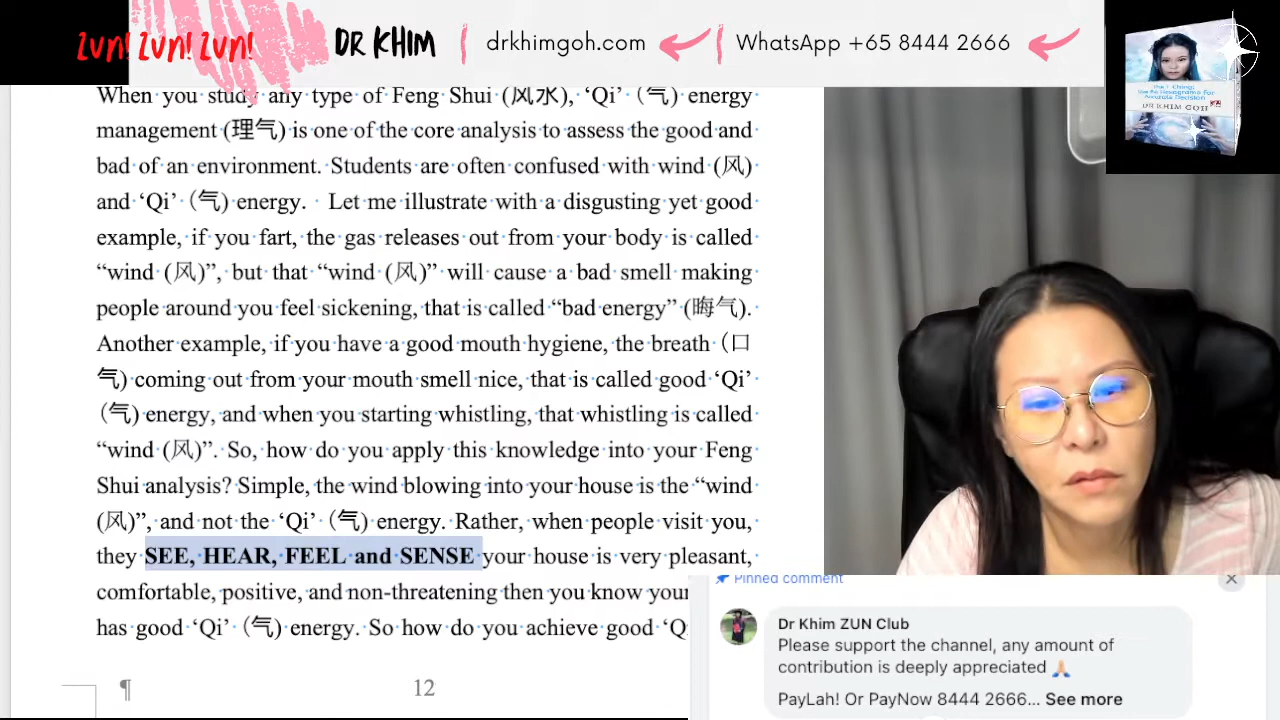 ZUN! ZUN! ZUN!
DR KHIM
drkhimgoh.com
WhatsApp +65 8444 2666
The I Ching:
Use 64 Hexagrams For
Accurate Decision
DR KHIM GOH
When you study any type of Feng Shui (风水), ‘Qi’ (气) energy
management (理气) is one of the core analysis to assess the good and
bad of an environment. Students are often confused with wind (风)
and ‘Qi’ (气) energy. Let me illustrate with a disgusting yet good
example, if you fart, the gas releases out from your body is called
“wind (风)”, but that “wind (风)” will cause a bad smell making
people around you feel sickening, that is called “bad energy” (晦气).
Another example, if you have a good mouth hygiene, the breath (口
气) coming out from your mouth smell nice, that is called good ‘Qi’
(气) energy, and when you starting whistling, that whistling is called
“wind (风)”. So, how do you apply this knowledge into your Feng
Shui analysis? Simple, the wind blowing into your house is the “wind
(风)”, and not the ‘Qi’ (气) energy. Rather, when people visit you,
they SEE, HEAR, FEEL and SENSE your house is very pleasant,
comfortable, positive, and non-threatening then you know your
has good ‘Qi’ (气) energy. So how do you achieve good ‘Q
¶
12
Pinned comment
Dr Khim ZUN Club
Please support the channel, any amount of
contribution is deeply appreciated 🙏🏼
PayLah! Or PayNow 8444 2666... See more